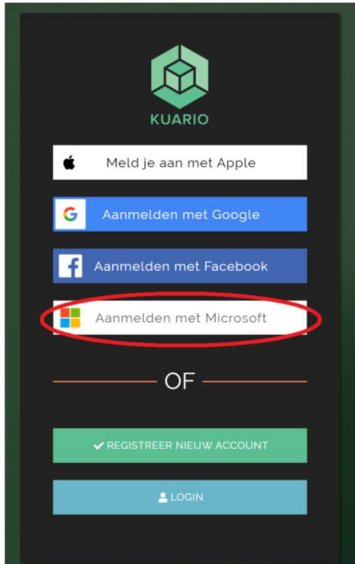 KUARIO
Meld je aan met Apple
Aanmelden met Google
Aanmelden met Facebook
Aanmelden met Microsoft
OF
REGISTREER NIEUW ACCOUNT
LOGIN